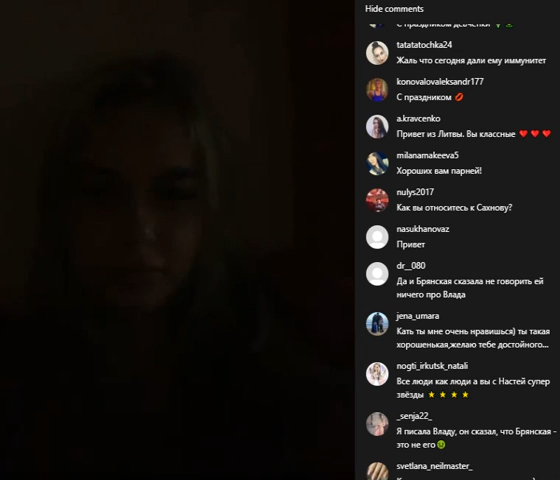 Hide comments
С праздником девченки
tatatatochka24
Жаль что сегодня дали ему иммунитет
konovalovaleksandr177
С праздником 💋
a.kravcenko
Привет из Литвы. Вы классные ❤️ ❤️ ❤️
milanamakeeva5
Хороших вам парней!
nulys2017
Как вы относитесь к Сахнову?
nasukhanovaz
Привет
dr__080
Да и Брянская сказала не говорить ей
ничего про Влада
jena_umara
Кать ты мне очень нравишься) ты такая
хорошенькая,желаю тебе достойного...
nogti_irkutsk_natali
Все люди как люди а вы с Настей супер
звёзды ⭐ ⭐ ⭐ ⭐
_senja22_
Я писала Владу, он сказал, что Брянская -
это не его🤢
svetlana_neilmaster_